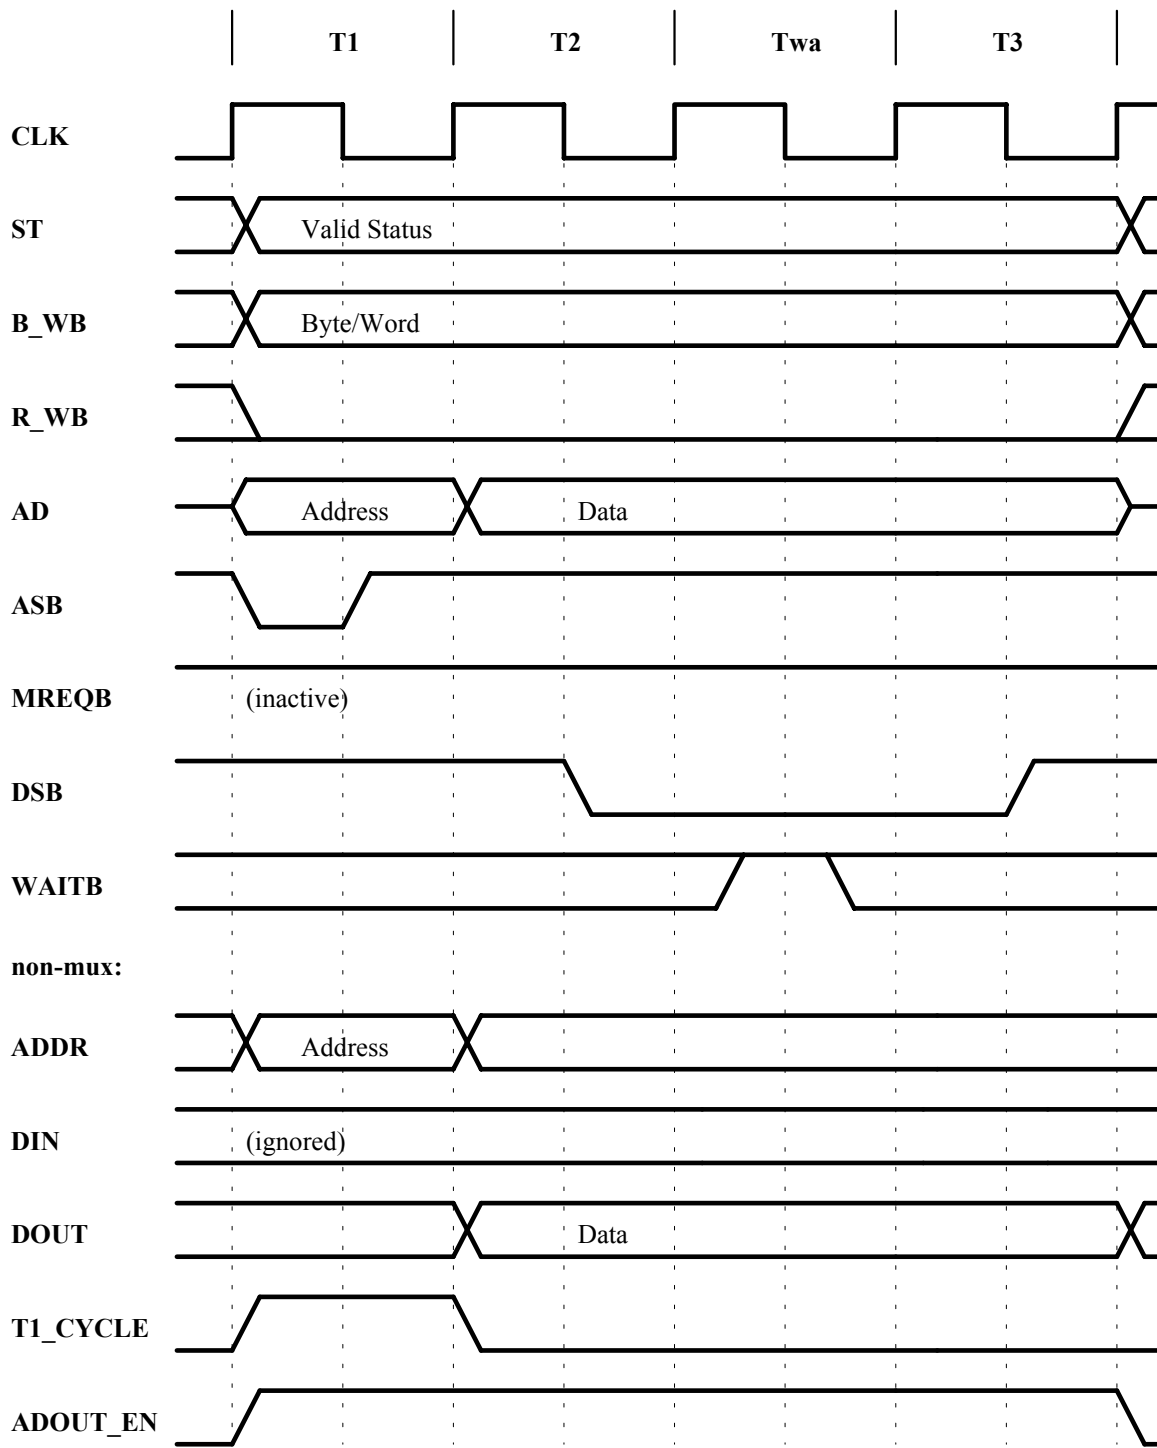 T1 T2 Twa T3
CLK
ST Valid Status
B_WB Byte/Word
R_WB
AD Address Data
ASB
MREQB (inactive)
DSB
WAITB
non-mux:
ADDR Address
DIN (ignored)
DOUT Data
T1_CYCLE
ADOUT_EN